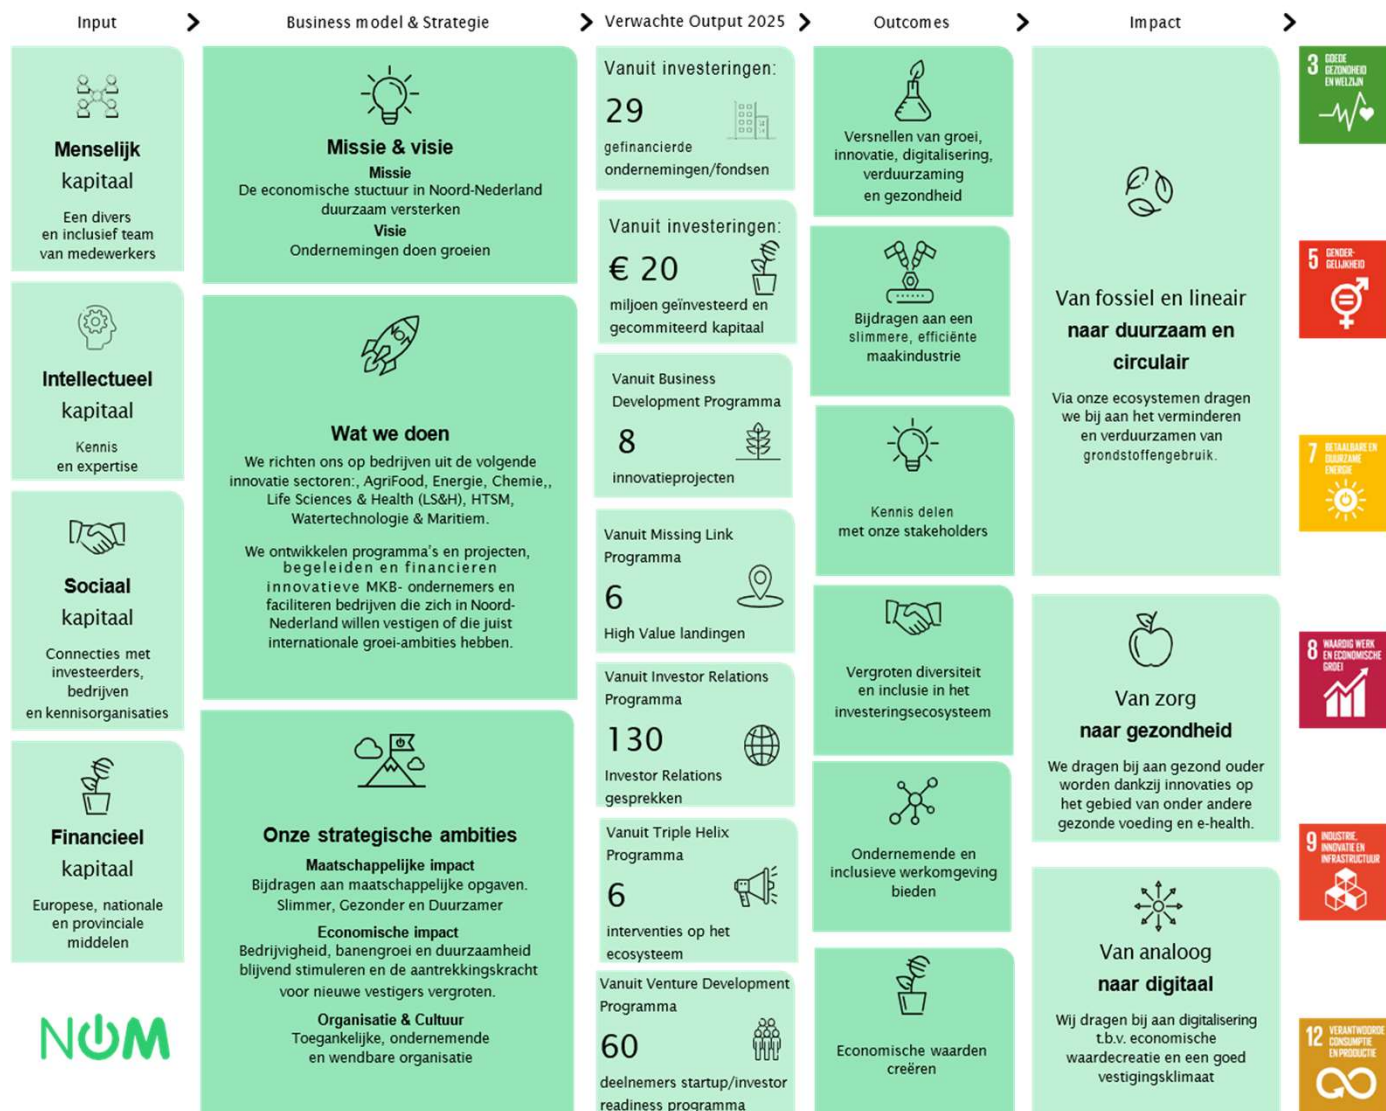 Input
Business model & Strategie
Verwachte Output 2025
Outcomes
Impact
Menselijk
kapitaal
Een divers
en inclusief team
van medewerkers
Intellectueel
kapitaal
Kennis
en expertise
Sociaal
kapitaal
Connecties met
investeerders,
bedrijven
en kennisorganisaties
Financieel
kapitaal
Europese, nationale
en provinciale
middelen
NOM
Missie & visie
Missie
De economische stuctuur in Noord-Nederland
duurzaam versterken
Visie
Ondernemingen doen groeien
Wat we doen
We richten ons op bedrijven uit de volgende
innovatie sectoren:, AgriFood, Energie, Chemie,,
Life Sciences & Health (LS&H), HTSM,
Watertechnologie & Maritiem.
We ontwikkelen programma's en projecten,
begeleiden en financieren
innovatieve MKB- ondernemers en
faciliteren bedrijven die zich in Noord-
Nederland willen vestigen of die juist
internationale groei-ambities hebben.
Onze strategische ambities
Maatschappelijke impact
Bijdragen aan maatschappelijke opgaven.
Slimmer, Gezonder en Duurzamer
Economische impact
Bedrijvigheid, banengroei en duurzaamheid
blijvend stimuleren en de aantrekkingskracht
voor nieuwe vestigers vergroten.
Organisatie & Cultuur
Toegankelijke, ondernemende
en wendbare organisatie
Vanuit investeringen:
29
gefinancierde
ondernemingen/fondsen
Vanuit investeringen:
€ 20
miljoen geïnvesteerd en
gecommiteerd kapitaal
Vanuit Business
Development Programma
8
innovatieprojecten
Vanuit Missing Link
Programma
6
High Value landingen
Vanuit Investor Relations
Programma
130
Investor Relations
gesprekken
Vanuit Triple Helix
Programma
6
interventies op het
ecosysteem
Vanuit Venture Development
Programma
60
deelnemers startup/investor
readiness programma
Versnellen van groei,
innovatie, digitalisering,
verduurzaming
en gezondheid
Bijdragen aan een
slimmere, efficiënte
maakindustrie
Kennis delen
met onze stakeholders
Vergroten diversiteit
en inclusie in het
investeringsecosysteem
Ondernemende en
inclusieve werkomgeving
bieden
Economische waarden
creëren
Van fossiel en lineair
naar duurzaam en
circulair
Via onze ecosystemen dragen
we bij aan het verminderen
en verduurzamen van
grondstoffengebruik.
Van zorg
naar gezondheid
We dragen bij aan gezond ouder
worden dankzij innovaties op
het gebied van onder andere
gezonde voeding en e-health.
Van analoog
naar digitaal
Wij dragen bij aan digitalisering
t.b.v. economische
waardecreatie en een goed
vestigingsklimaat
3 GOEDE
GEZONDHEID
EN WELZIJN
5 GENDER-
GELIJKHEID
7 BETAALBARE EN
DUURZAME
ENERGIE
8 WAARDIG WERK
EN ECONOMISCHE
GROEI
9 INDUSTRIE,
INNOVATIE EN
INFRASTRUCTUUR
12 VERANTWOORDE
CONSUMPTIE
EN PRODUCTIE